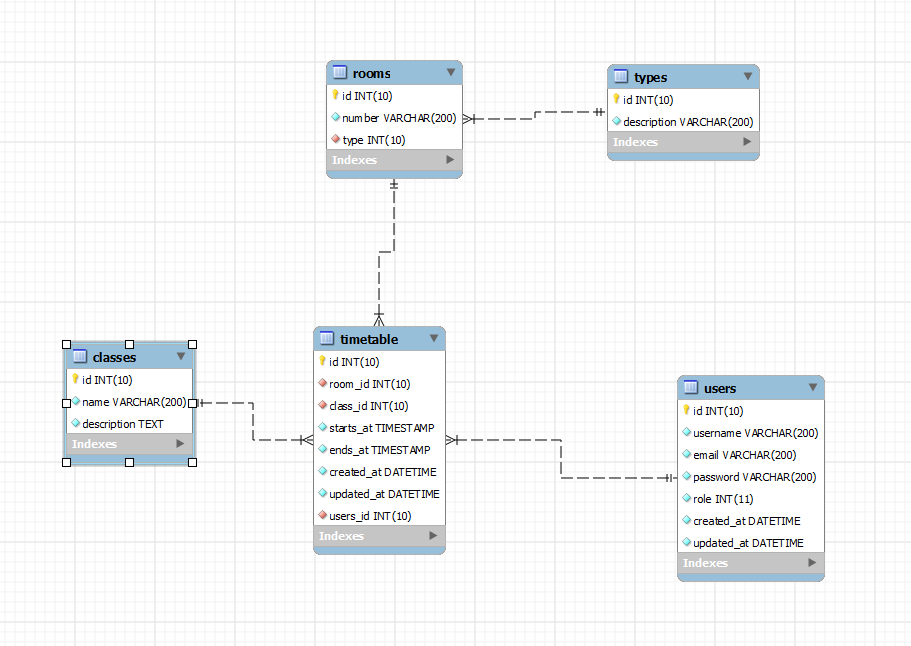 rooms
id INT(10)
number VARCHAR(200)
type INT(10)
Indexes
types
id INT(10)
description VARCHAR(200)
Indexes
classes
id INT(10)
name VARCHAR(200)
description TEXT
Indexes
timetable
id INT(10)
room_id INT(10)
class_id INT(10)
starts_at TIMESTAMP
ends_at TIMESTAMP
created_at DATETIME
updated_at DATETIME
users_id INT(10)
Indexes
users
id INT(10)
username VARCHAR(200)
email VARCHAR(200)
password VARCHAR(200)
role INT(11)
created_at DATETIME
updated_at DATETIME
Indexes